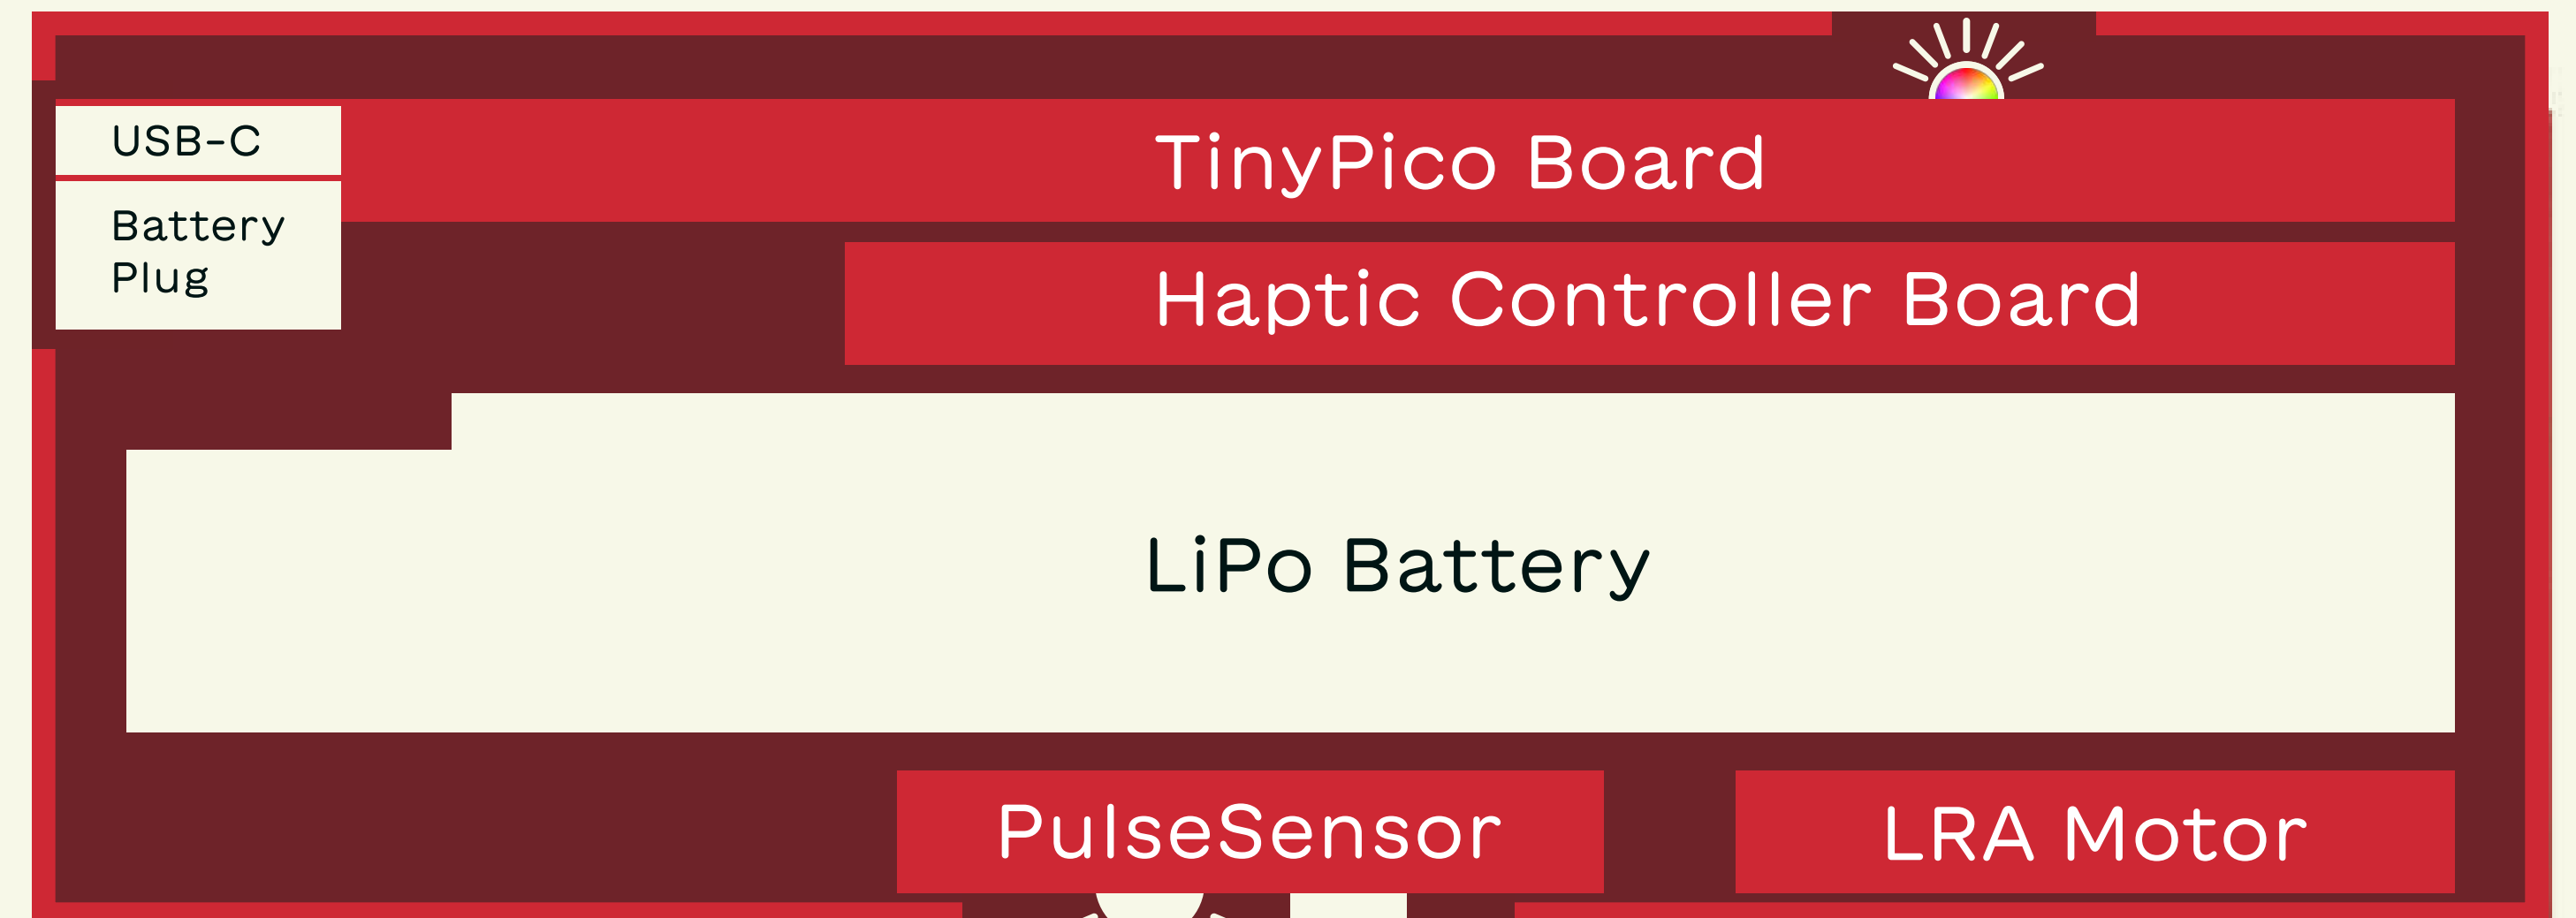 USB-C
TinyPico Board
Battery
Plug
Haptic Controller Board
LiPo Battery
PulseSensor
LRA Motor